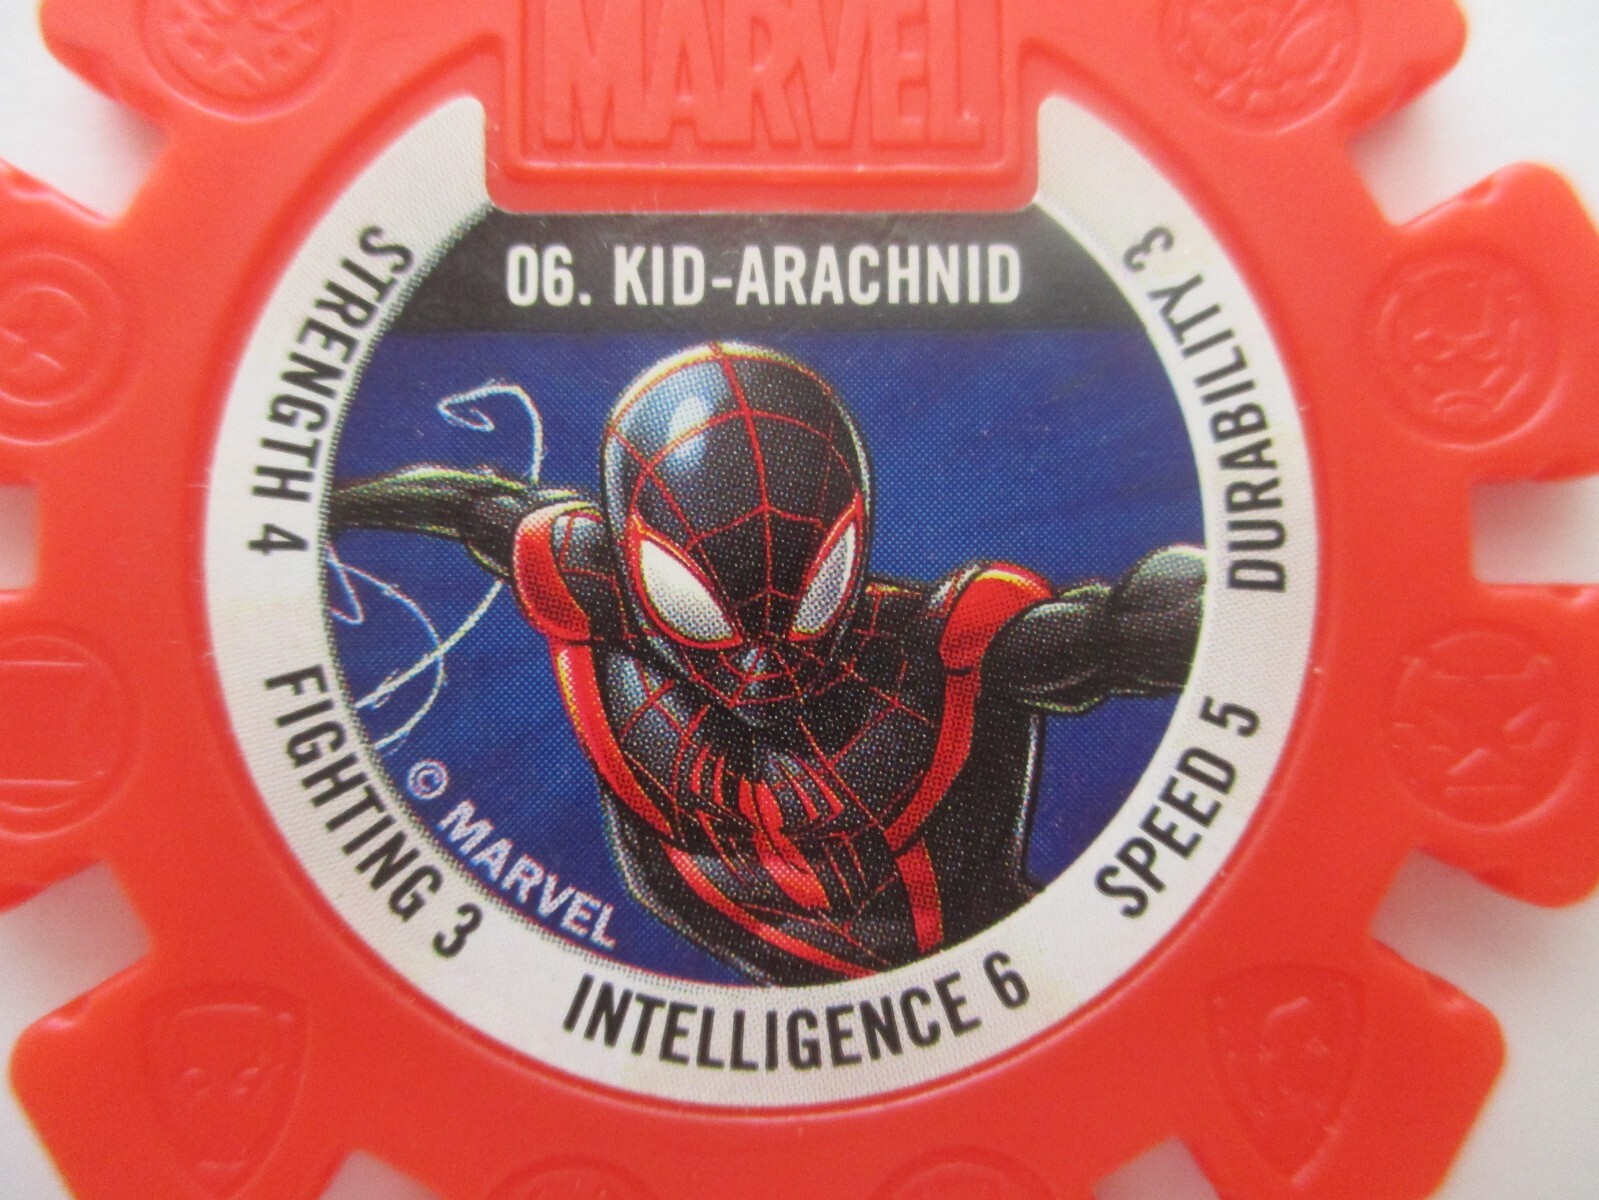 MARVEL
06. KID-ARACHNID
STRENGTH 4
FIGHTING 3
INTELLIGENCE 6
SPEED 5
DURABILITY 3
© MARVEL